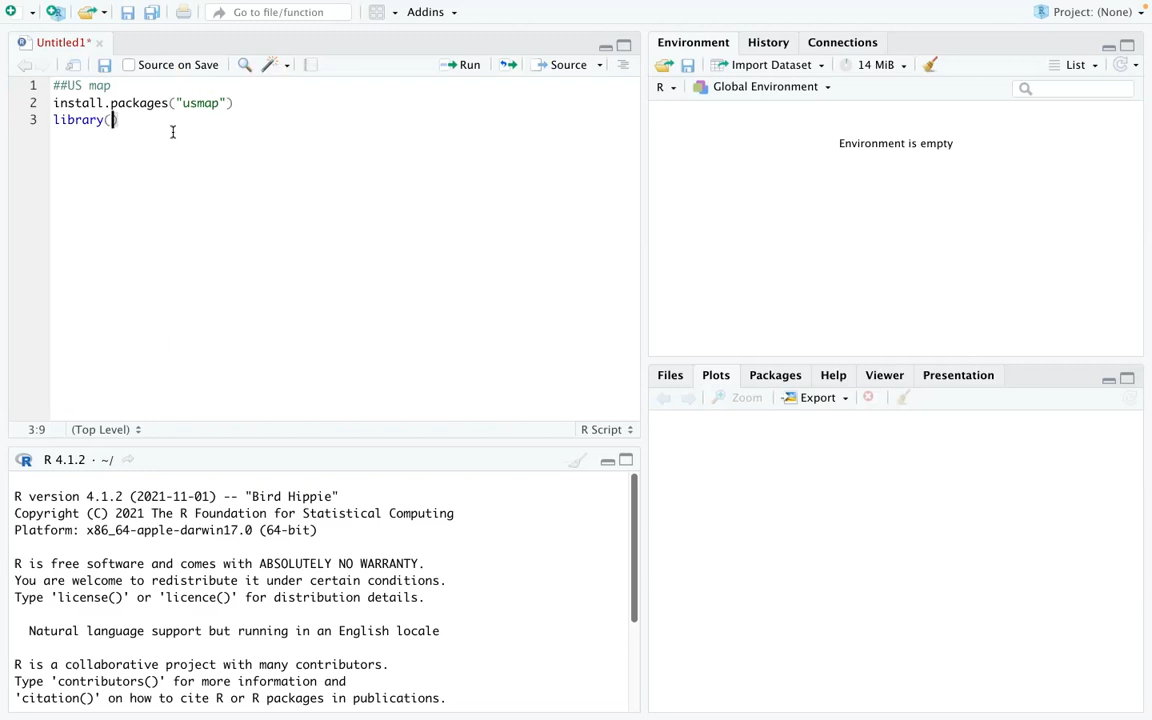 Go to file/function
Addins
Project: (None)
Untitled1*
Source on Save
Run
Source
1 ##US map
2 install.packages("usmap")
3 library()
3:9
(Top Level)
R Script
R 4.1.2 · ~/
R version 4.1.2 (2021-11-01) -- "Bird Hippie"
Copyright (C) 2021 The R Foundation for Statistical Computing
Platform: x86_64-apple-darwin17.0 (64-bit)
R is free software and comes with ABSOLUTELY NO WARRANTY.
You are welcome to redistribute it under certain conditions.
Type 'license()' or 'licence()' for distribution details.
Natural language support but running in an English locale
R is a collaborative project with many contributors.
Type 'contributors()' for more information and
'citation()' on how to cite R or R packages in publications.
Environment History Connections
Import Dataset 14 MiB List
R Global Environment
Environment is empty
Files Plots Packages Help Viewer Presentation
Zoom Export